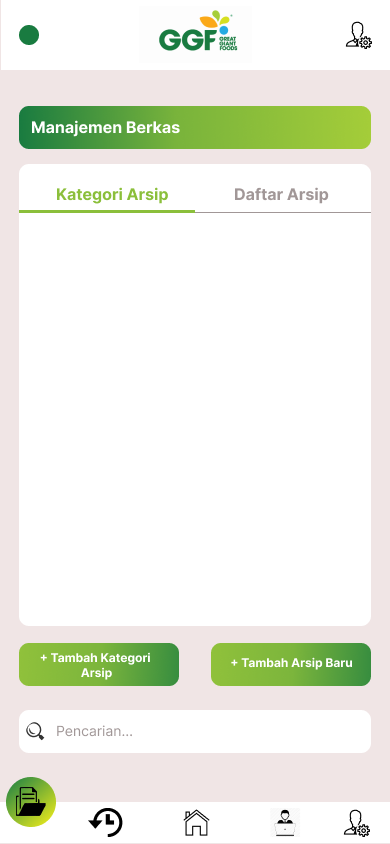 GGF
GREAT
GIANT
FOODS
Manajemen Berkas
Kategori Arsip
Daftar Arsip
+ Tambah Kategori
Arsip
+ Tambah Arsip Baru
Pencarian...